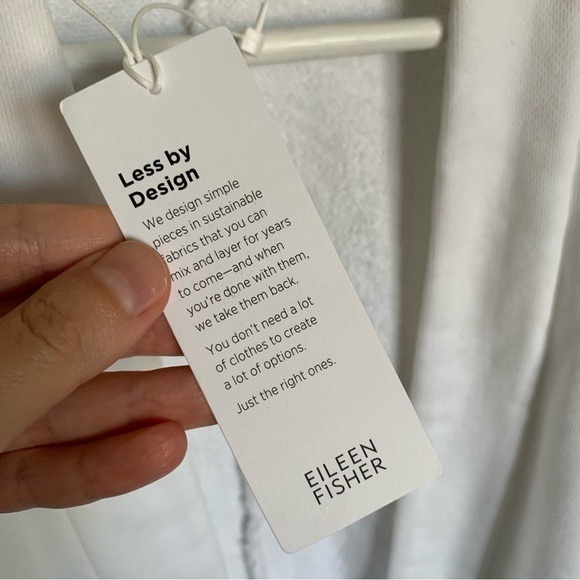 Less by
Design
We design simple
pieces in sustainable
fabrics that you can
mix and layer for years
to come—and when
you're done with them,
we take them back.
You don't need a lot
of clothes to create
a lot of options.
Just the right ones.
EILEEN
FISHER